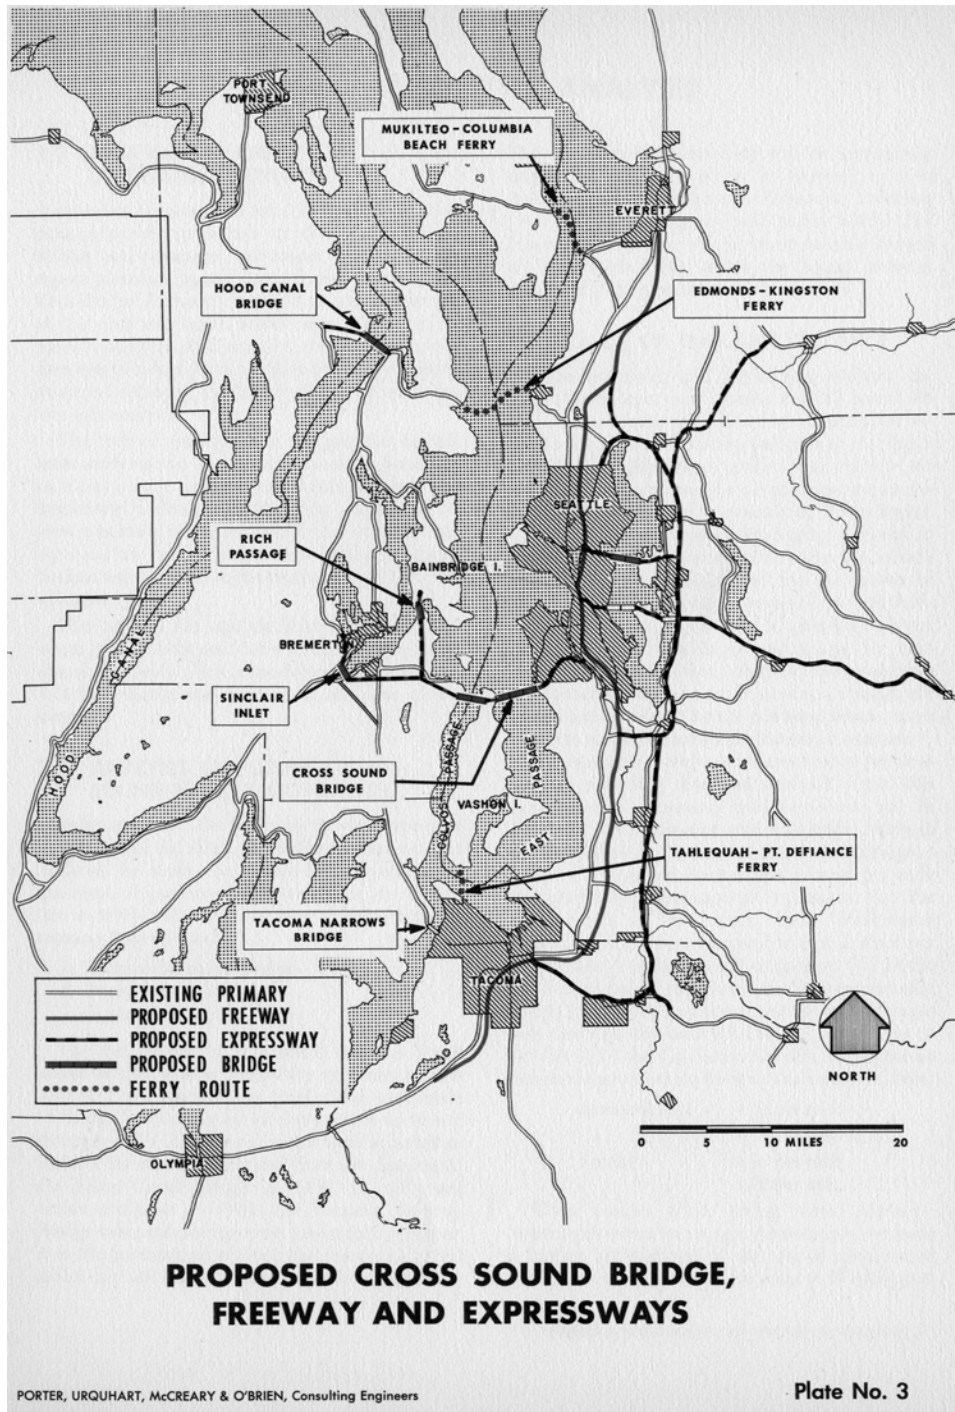 PORT
TOWNSEND
MUKILTEO – COLUMBIA
BEACH FERRY
EVERETT
HOOD CANAL
BRIDGE
EDMONDS – KINGSTON
FERRY
SEATTLE
RICH
PASSAGE
BAINBRIDGE I.
BREMERTON
SINCLAIR
INLET
HOOD CANAL
CROSS SOUND
BRIDGE
COLVOS PASSAGE
VASHON I.
EAST PASSAGE
TAHLEQUAH – PT. DEFIANCE
FERRY
TACOMA NARROWS
BRIDGE
TACOMA
EXISTING PRIMARY
PROPOSED FREEWAY
PROPOSED EXPRESSWAY
PROPOSED BRIDGE
FERRY ROUTE
NORTH
0 5 10 MILES 20
OLYMPIA
PROPOSED CROSS SOUND BRIDGE,
FREEWAY AND EXPRESSWAYS
PORTER, URQUHART, McCREARY & O'BRIEN, Consulting Engineers
Plate No. 3